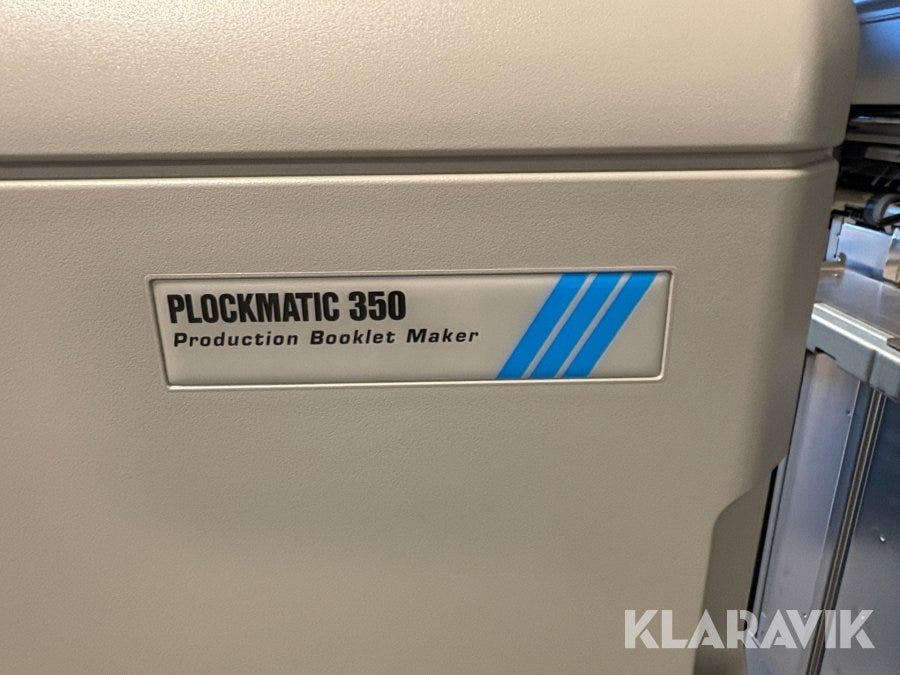 PLOCKMATIC 350
Production Booklet Maker
KLARAVIK